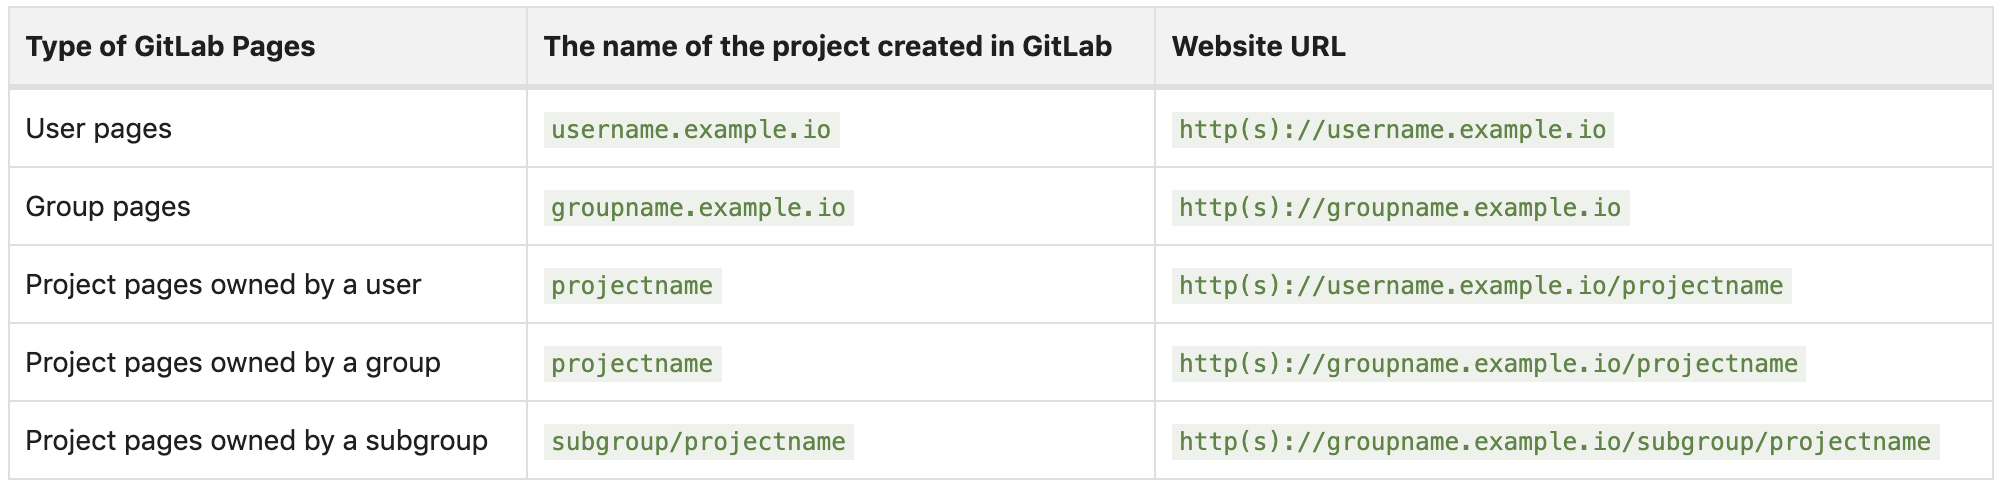 Type of GitLab Pages The name of the project created in GitLab Website URL
User pages username.example.io http(s)://username.example.io
Group pages groupname.example.io http(s)://groupname.example.io
Project pages owned by a user projectname http(s)://username.example.io/projectname
Project pages owned by a group projectname http(s)://groupname.example.io/projectname
Project pages owned by a subgroup subgroup/projectname http(s)://groupname.example.io/subgroup/projectname